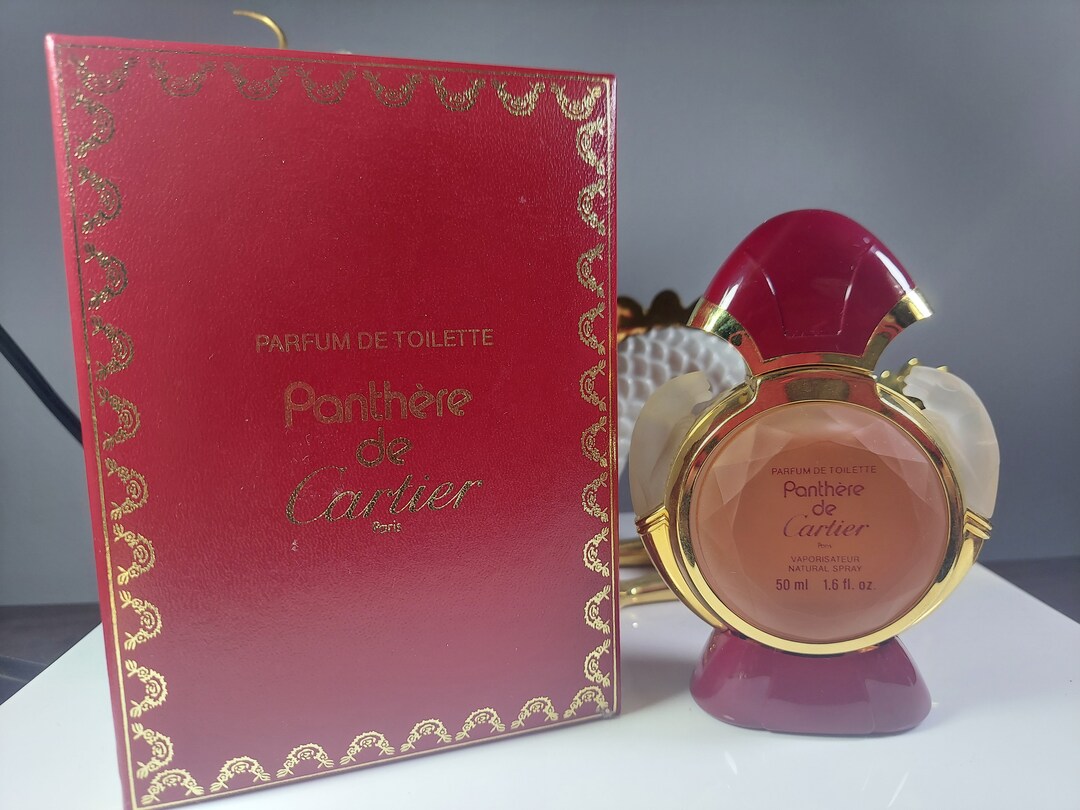 PARFUM DE TOILETTE
Panthère
de
Cartier
Paris
PARFUM DE TOILETTE
Panthère
de
Cartier
Paris
VAPORISATEUR
NATURAL SPRAY
50 ml 1.6 fl. oz.